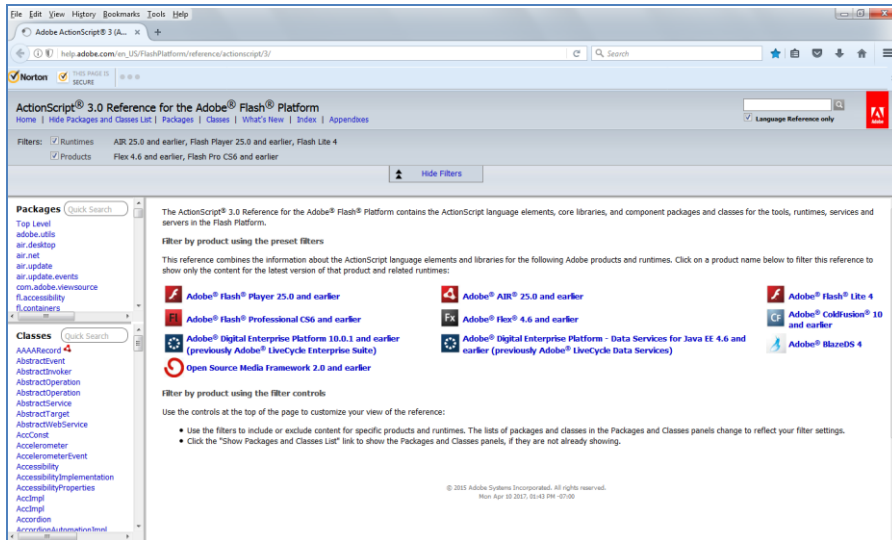 File Edit View History Bookmarks Tools Help
Adobe ActionScript® 3 (A... × +
help.adobe.com/en_US/FlashPlatform/reference/actionscript/3/
Search
Norton THIS PAGE IS
SECURE
ActionScript® 3.0 Reference for the Adobe® Flash® Platform
Home | Hide Packages and Classes List | Packages | Classes | What's New | Index | Appendixes
Language Reference only
Adobe
Filters: Runtimes AIR 25.0 and earlier, Flash Player 25.0 and earlier, Flash Lite 4
Products Flex 4.6 and earlier, Flash Pro CS6 and earlier
Hide Filters
Packages Quick Search
Top Level
adobe.utils
air.desktop
air.net
air.update
air.update.events
com.adobe.viewsource
fl.accessibility
fl.containers
Classes Quick Search
AAAARecord
AbstractEvent
AbstractInvoker
AbstractOperation
AbstractOperation
AbstractService
AbstractTarget
AbstractWebService
AccConst
Accelerometer
AccelerometerEvent
Accessibility
AccessibilityImplementation
AccessibilityProperties
AccImpl
AccImpl
Accordion
AccordionAutomationImpl
The ActionScript® 3.0 Reference for the Adobe® Flash® Platform contains the ActionScript language elements, core libraries, and component packages and classes for the tools, runtimes, services and
servers in the Flash Platform.
Filter by product using the preset filters
This reference combines the information about the ActionScript language elements and libraries for the following Adobe products and runtimes. Click on a product name below to filter this reference to
show only the content for the latest version of that product and related runtimes:
Adobe® Flash® Player 25.0 and earlier
Adobe® AIR® 25.0 and earlier
Adobe® Flash® Lite 4
Fl Adobe® Flash® Professional CS6 and earlier
Fx Adobe® Flex® 4.6 and earlier
CF Adobe® ColdFusion® 10
and earlier
Adobe® Digital Enterprise Platform 10.0.1 and earlier
(previously Adobe® LiveCycle Enterprise Suite)
Adobe® Digital Enterprise Platform - Data Services for Java EE 4.6 and
earlier (previously Adobe® LiveCycle Data Services)
Adobe® BlazeDS 4
Open Source Media Framework 2.0 and earlier
Filter by product using the filter controls
Use the controls at the top of the page to customize your view of the reference:
• Use the filters to include or exclude content for specific products and runtimes. The lists of packages and classes in the Packages and Classes panels change to reflect your filter settings.
• Click the "Show Packages and Classes List" link to show the Packages and Classes panels, if they are not already showing.
© 2015 Adobe Systems Incorporated. All rights reserved.
Mon Apr 10 2017, 01:43 PM -07:00